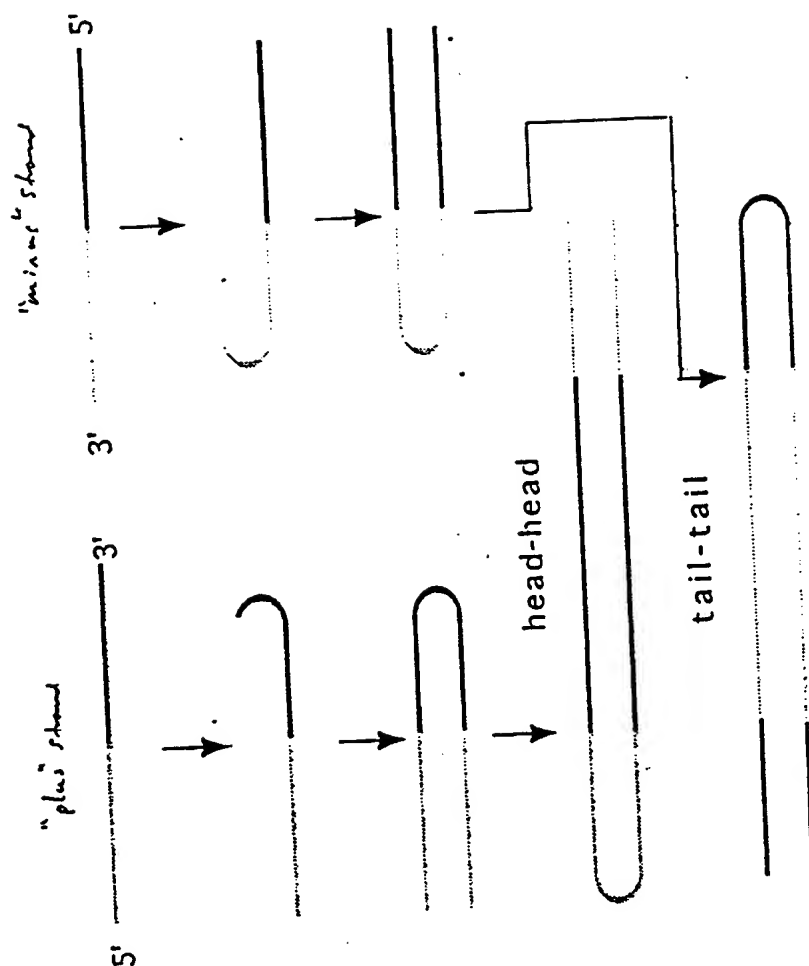 "plus" strand
"minus" strand
5' 3' 3' 5'
head-head
tail-tail